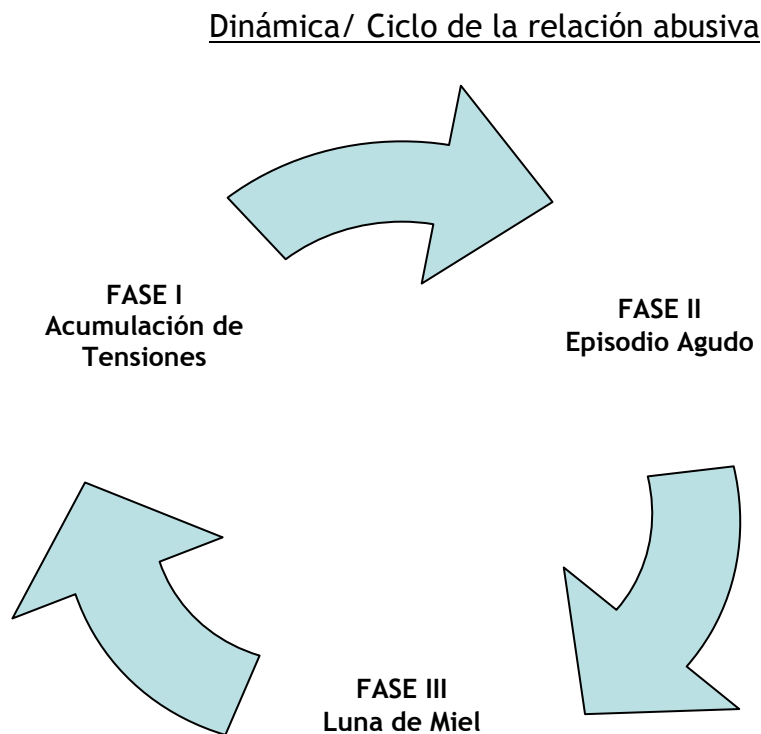 Dinámica/ Ciclo de la relación abusiva
FASE I
Acumulación de
Tensiones
FASE II
Episodio Agudo
FASE III
Luna de Miel